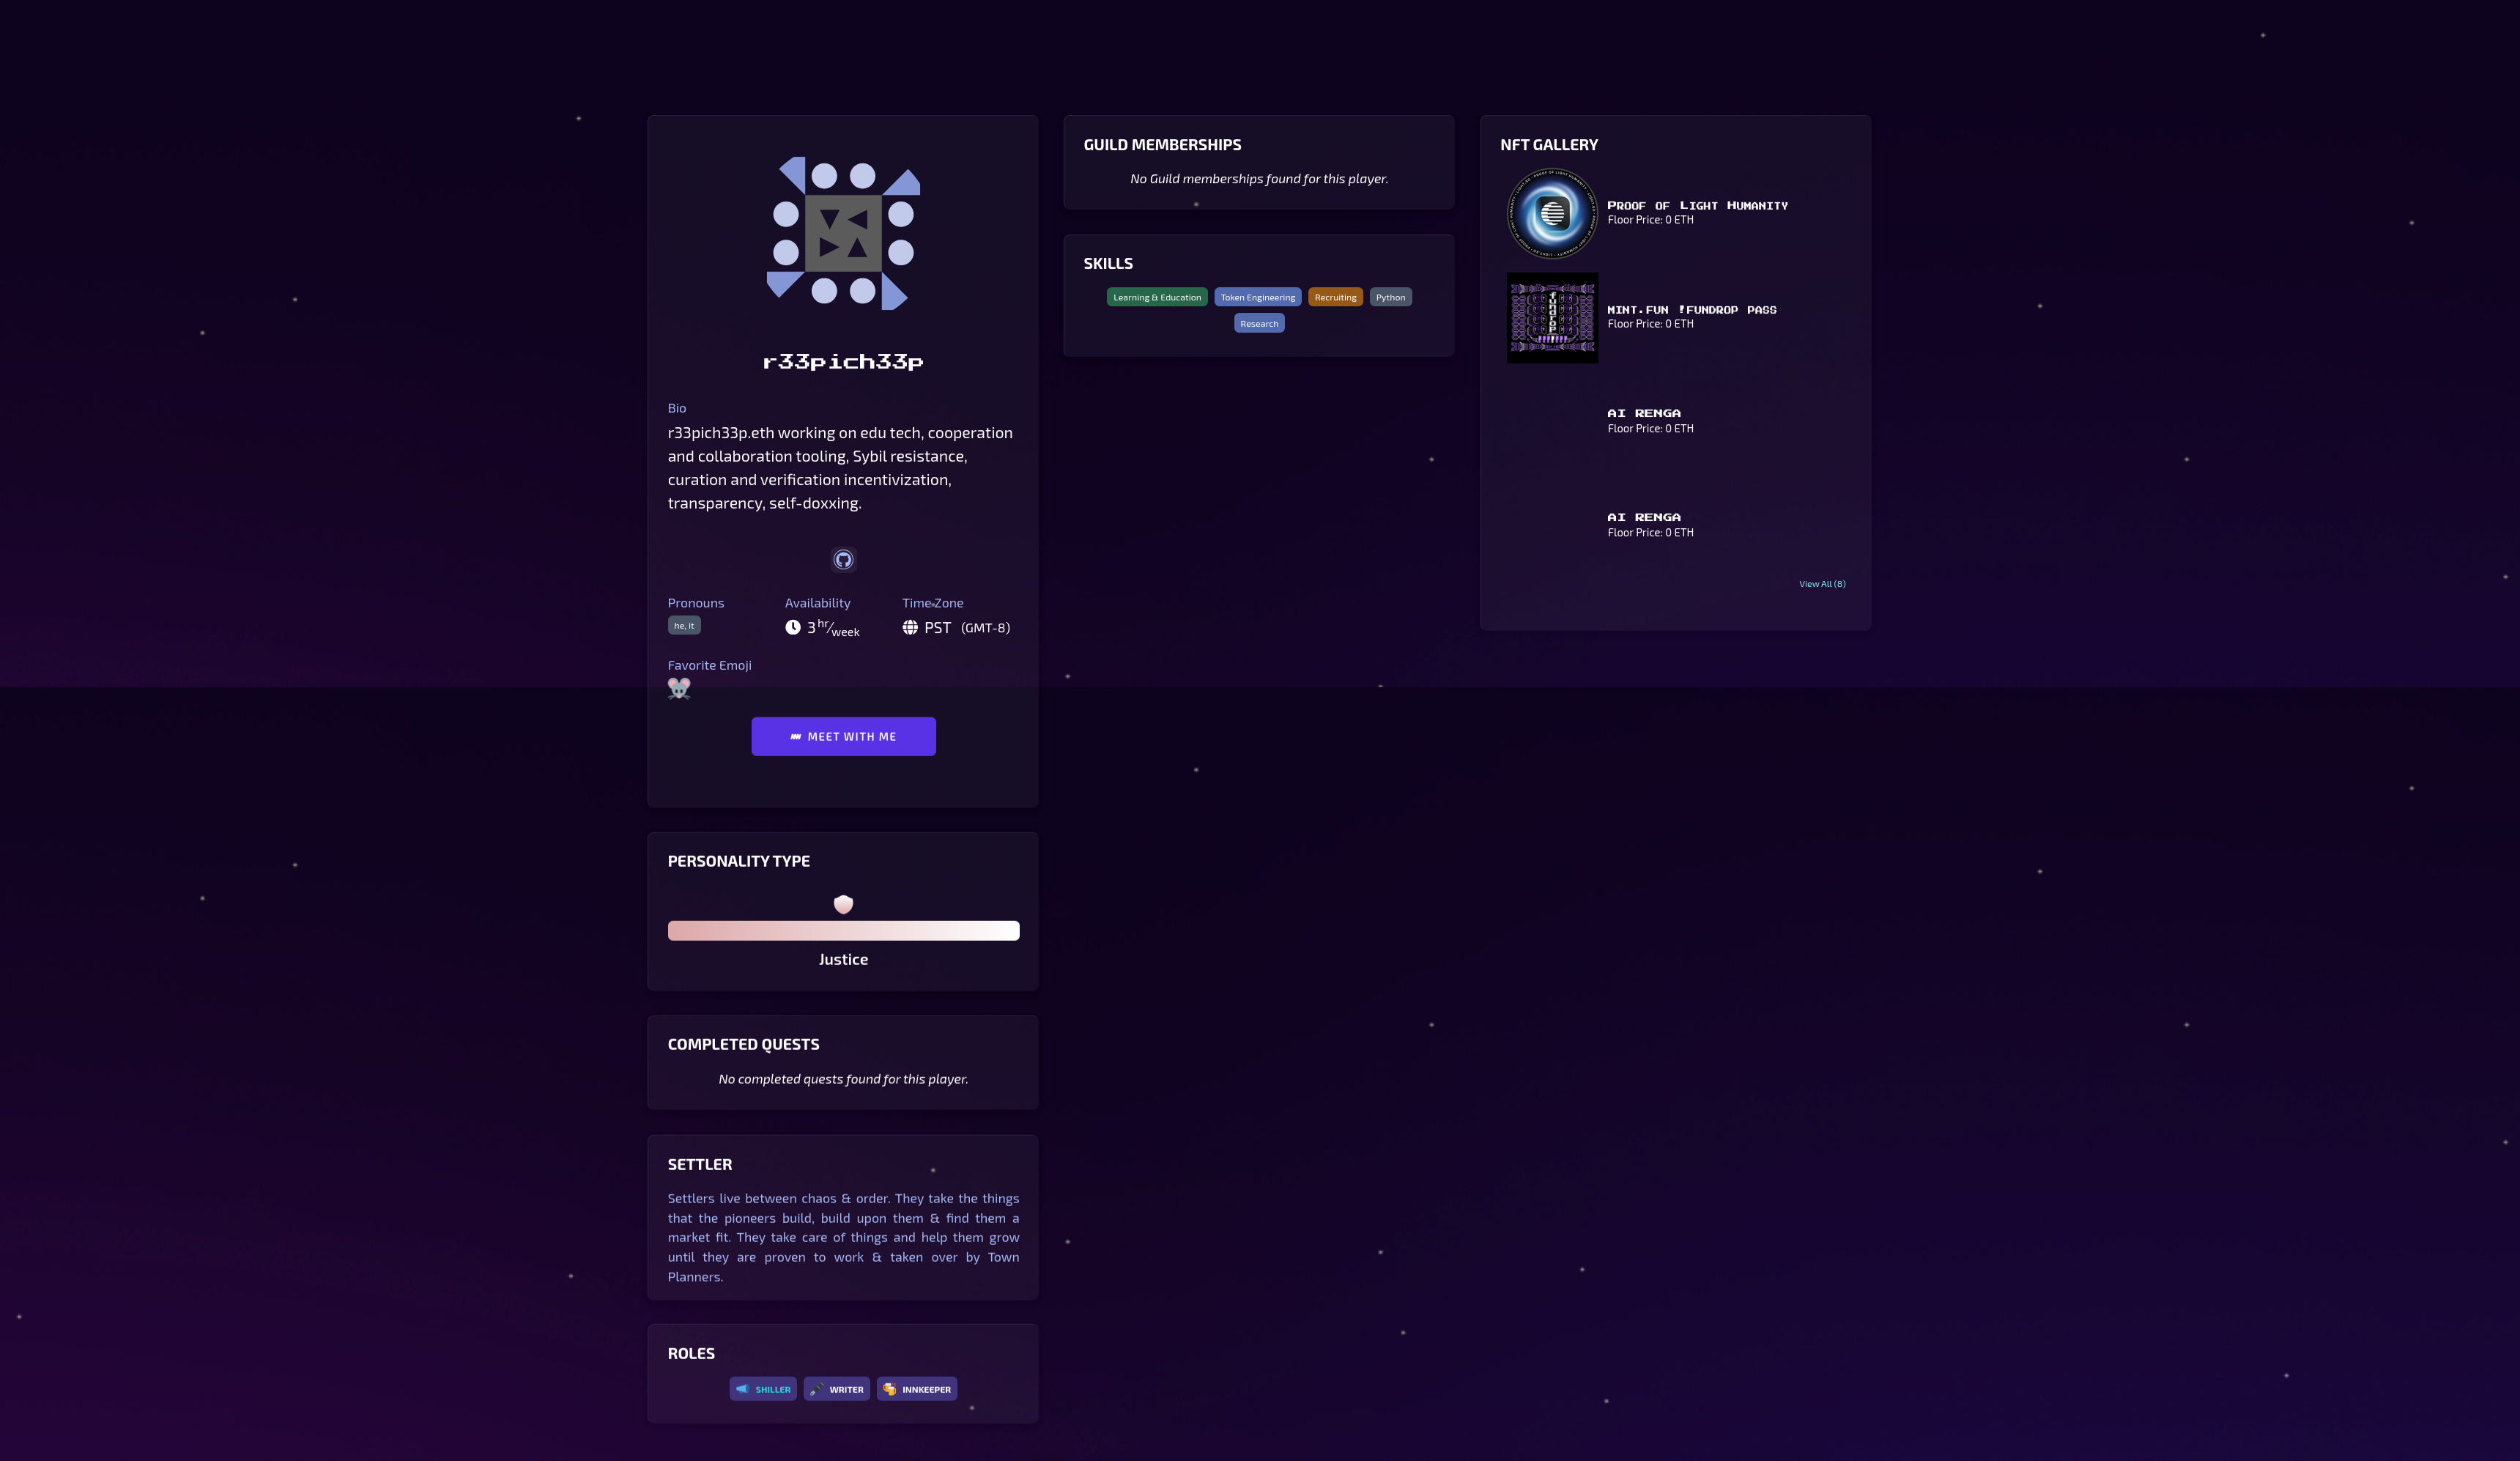 r33pich33p
Bio
r33pich33p.eth working on edu tech, cooperation
and collaboration tooling, Sybil resistance,
curation and verification incentivization,
transparency, self-doxxing.
Pronouns
he, it
Availability
3 hr/week
Time Zone
PST (GMT-8)
Favorite Emoji
MEET WITH ME
PERSONALITY TYPE
Justice
COMPLETED QUESTS
No completed quests found for this player.
SETTLER
Settlers live between chaos & order. They take the things
that the pioneers build, build upon them & find them a
market fit. They take care of things and help them grow
until they are proven to work & taken over by Town
Planners.
ROLES
SHILLER WRITER INNKEEPER
GUILD MEMBERSHIPS
No Guild memberships found for this player.
SKILLS
Learning & Education Token Engineering Recruiting Python
Research
NFT GALLERY
Proof of Light Humanity
Floor Price: 0 ETH
fundrop
mint.fun !fundrop pass
Floor Price: 0 ETH
AI RENGA
Floor Price: 0 ETH
AI RENGA
Floor Price: 0 ETH
View All (8)